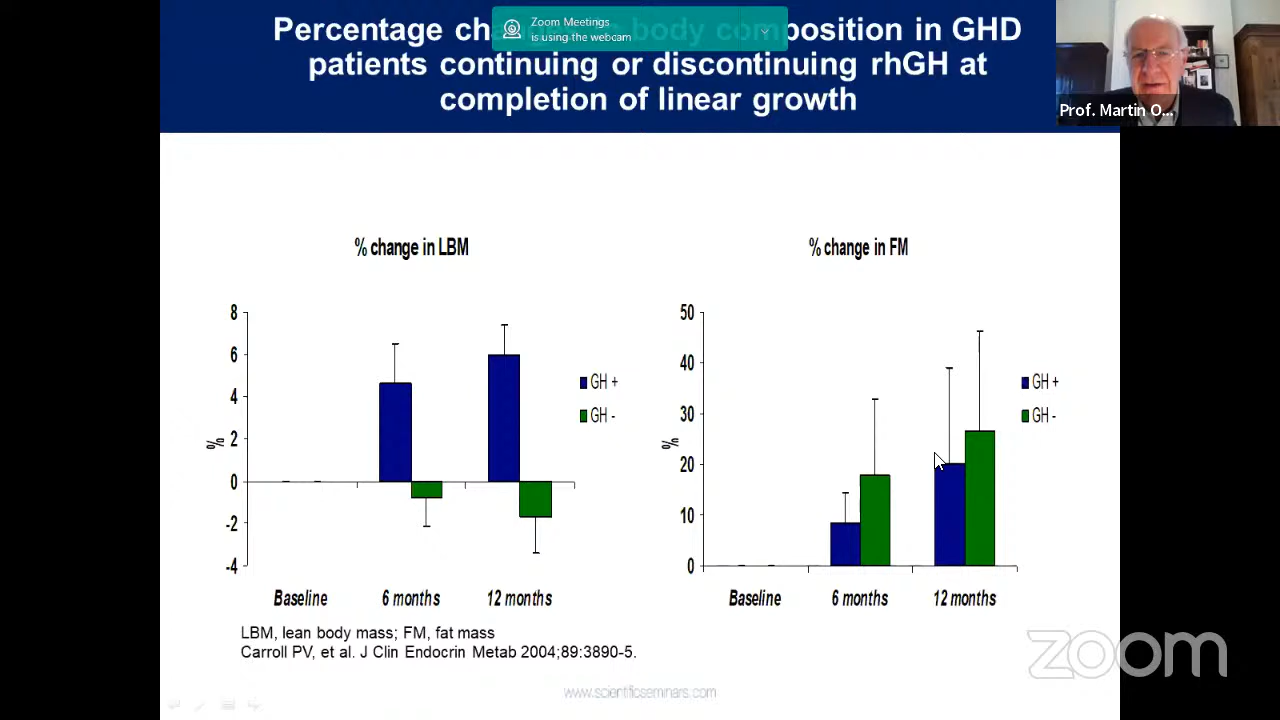 Percentage cha body composition in GHD
patients continuing or discontinuing rhGH at
completion of linear growth
Zoom Meetings
is using the webcam
Prof. Martin O...
% change in LBM
8
6
4
2
0
-2
-4
%
GH +
GH -
Baseline 6 months 12 months
% change in FM
50
40
30
20
10
0
%
GH +
GH -
Baseline 6 months 12 months
LBM, lean body mass; FM, fat mass
Carroll PV, et al. J Clin Endocrin Metab 2004;89:3890-5.
www.scientificseminars.com
zoom